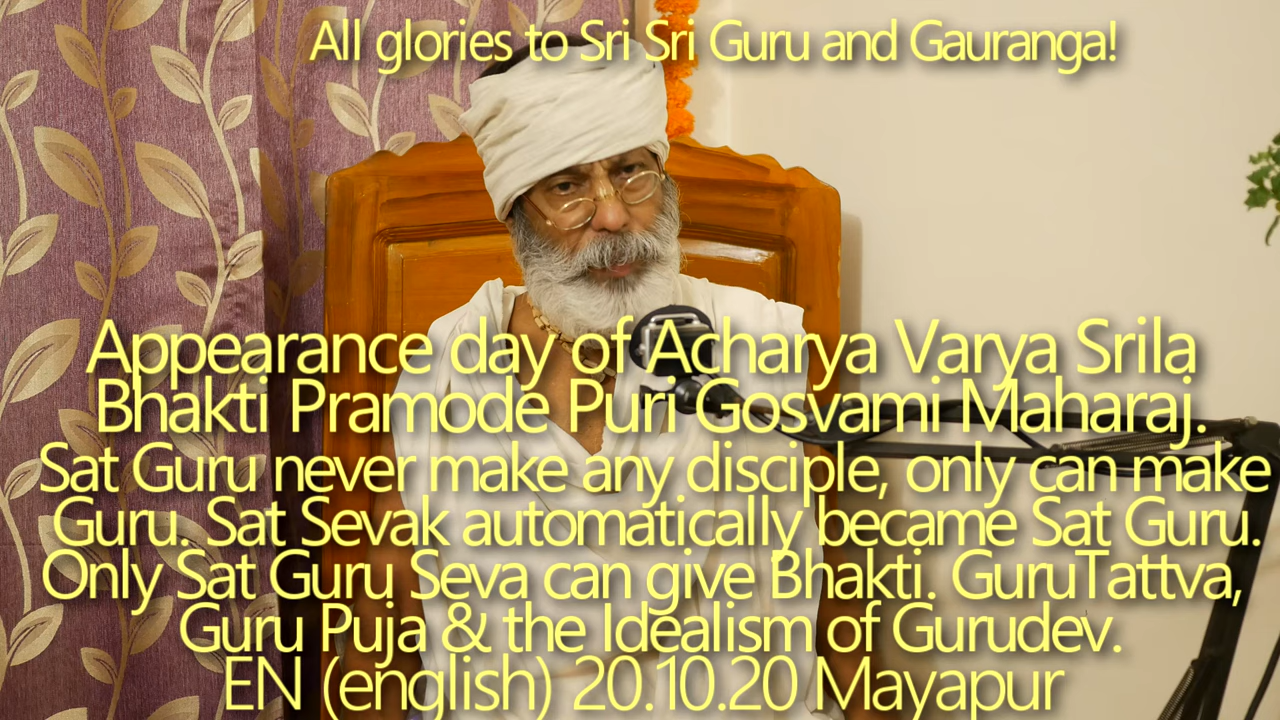 All glories to Sri Sri Guru and Gauranga!
Appearance day of Acharya Varya Srila
Bhakti Pramode Puri Gosvami Maharaj.
Sat Guru never make any disciple, only can make
Guru. Sat Sevak automatically became Sat Guru.
Only Sat Guru Seva can give Bhakti. GuruTattva,
Guru Puja & the Idealism of Gurudev.
EN (english) 20.10.20 Mayapur